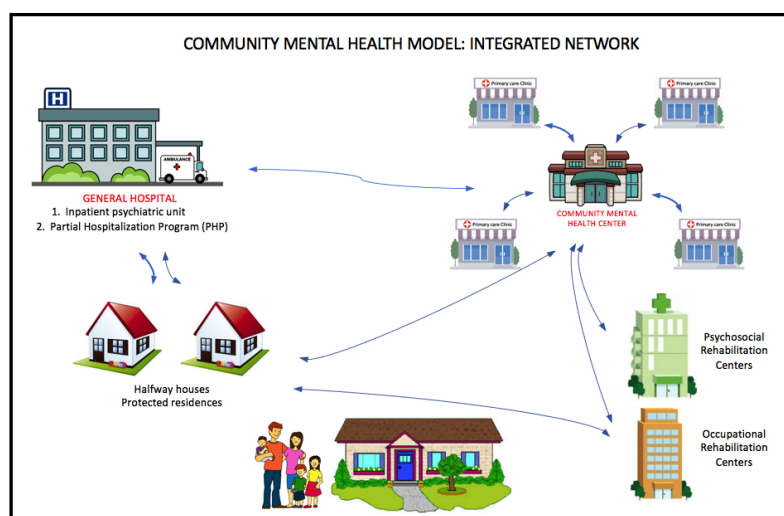 COMMUNITY MENTAL HEALTH MODEL: INTEGRATED NETWORK
H
AMBULANCE
GENERAL HOSPITAL
1. Inpatient psychiatric unit
2. Partial Hospitalization Program (PHP)
Primary care Clinic
Primary care Clinic
COMMUNITY MENTAL
HEALTH CENTER
Primary care Clinic
Primary care Clinic
Halfway houses
Protected residences
Psychosocial
Rehabilitation
Centers
Occupational
Rehabilitation
Centers